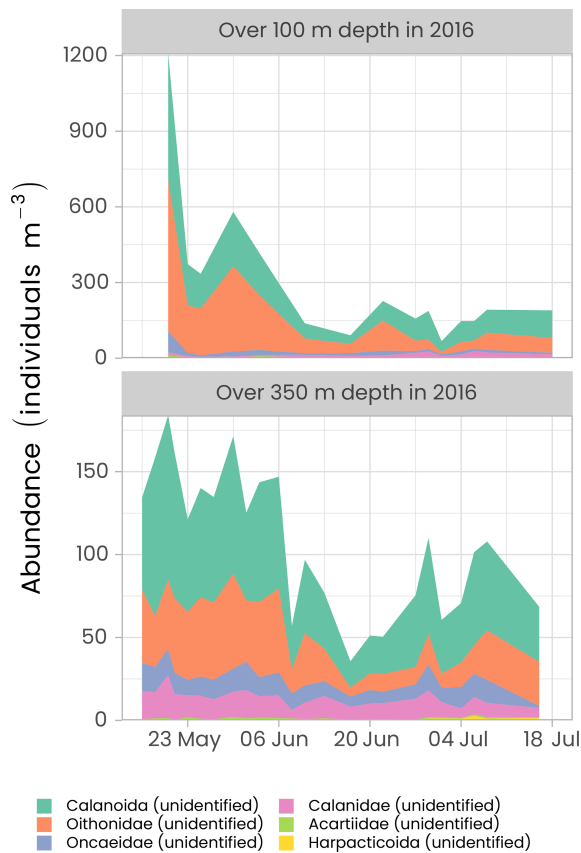 Over 100 m depth in 2016
1200
900
600
300
0
Over 350 m depth in 2016
150
100
50
0
Abundance (individuals m⁻³)
23 May 06 Jun 20 Jun 04 Jul 18 Jul
Calanoida (unidentified) Calanidae (unidentified)
Oithonidae (unidentified) Acartiidae (unidentified)
Oncaeidae (unidentified) Harpacticoida (unidentified)